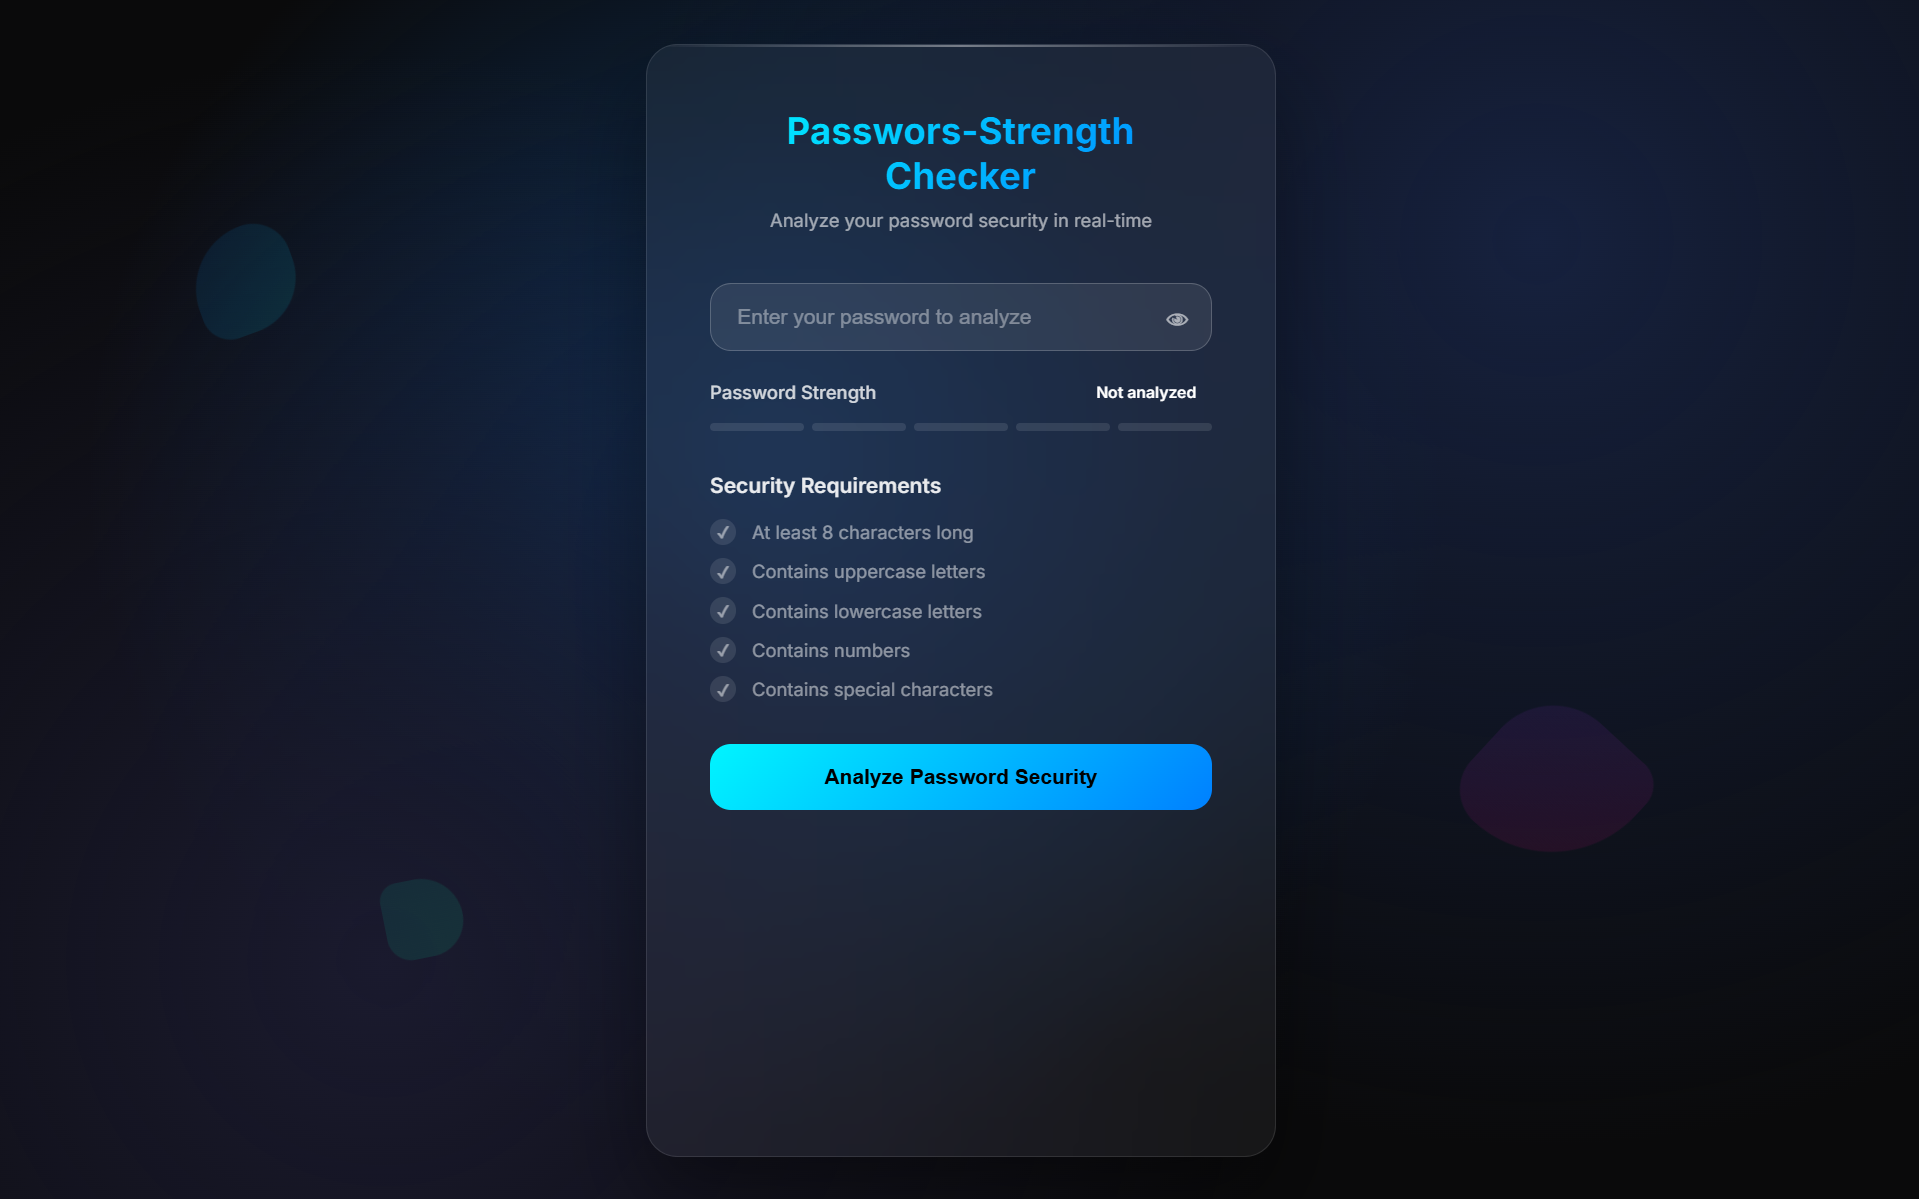 Passwors-Strength
Checker
Analyze your password security in real-time
Enter your password to analyze
Password Strength
Not analyzed
Security Requirements
✓ At least 8 characters long
✓ Contains uppercase letters
✓ Contains lowercase letters
✓ Contains numbers
✓ Contains special characters
Analyze Password Security